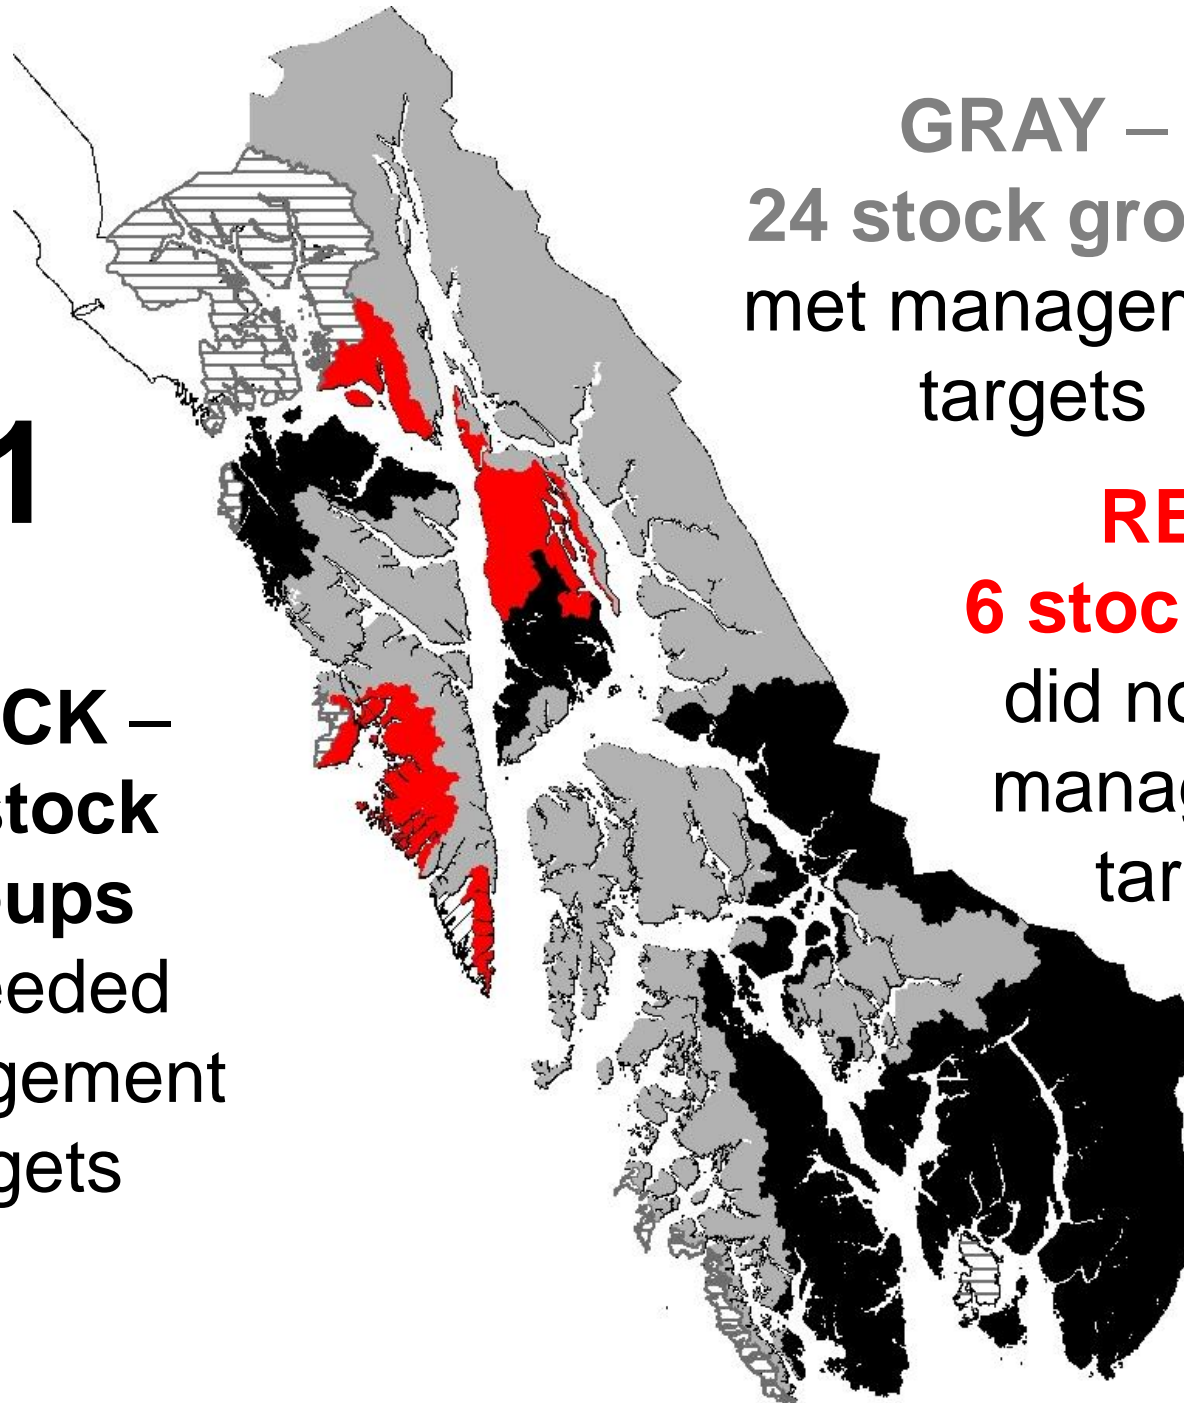 GRAY –
24 stock gro
met managem
targets
1
RE
6 stoc
did no
manag
tar
CK –
stock
ups
eeded
gement
gets